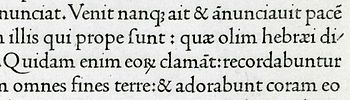 nunciat. Venit nanq; ait & ãnunciauit pacẽ
n illis qui prope sunt : quæ olim hebræi di⸗
. Quidam enim eoꝝ clamãt: recordabuntur
n omnes fines terre: & adorabunt coram eo